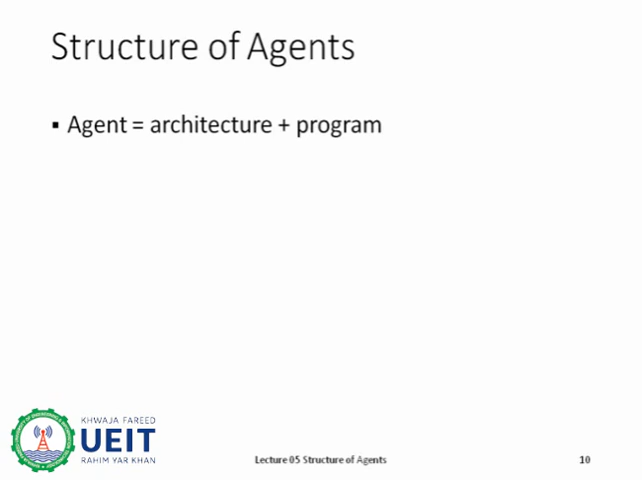 Structure of Agents
▪ Agent = architecture + program
KHWAJA FAREED
UEIT
RAHIM YAR KHAN
Lecture 05 Structure of Agents
10